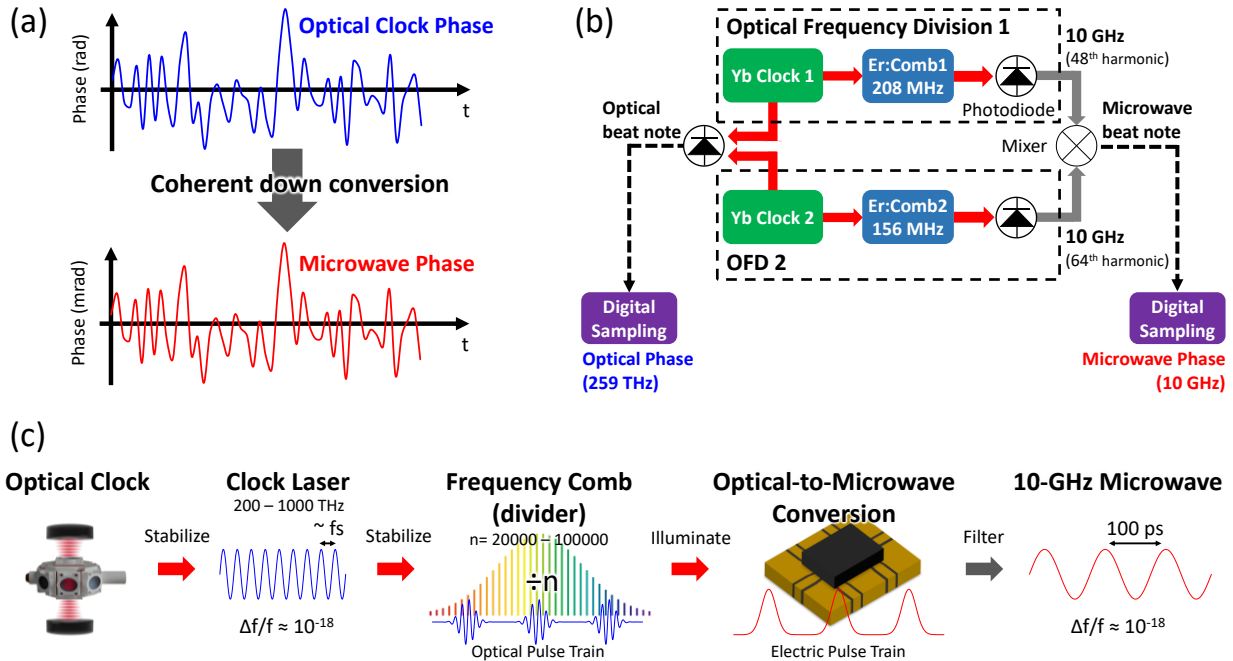 (a)
Phase (rad)
Optical Clock Phase
t
Coherent down conversion
Phase (mrad)
Microwave Phase
t
(b)
Optical Frequency Division 1
Yb Clock 1
Er:Comb1
208 MHz
Photodiode
10 GHz
(48th harmonic)
Optical
beat note
Mixer
Microwave
beat note
Yb Clock 2
Er:Comb2
156 MHz
OFD 2
10 GHz
(64th harmonic)
Digital
Sampling
Optical Phase
(259 THz)
Digital
Sampling
Microwave Phase
(10 GHz)
(c)
Optical Clock
Stabilize
Clock Laser
200 – 1000 THz
~ fs
Δf/f ≈ 10⁻¹⁸
Stabilize
Frequency Comb
(divider)
n= 20000 – 100000
÷n
Optical Pulse Train
Illuminate
Optical-to-Microwave
Conversion
Electric Pulse Train
Filter
10-GHz Microwave
100 ps
Δf/f ≈ 10⁻¹⁸